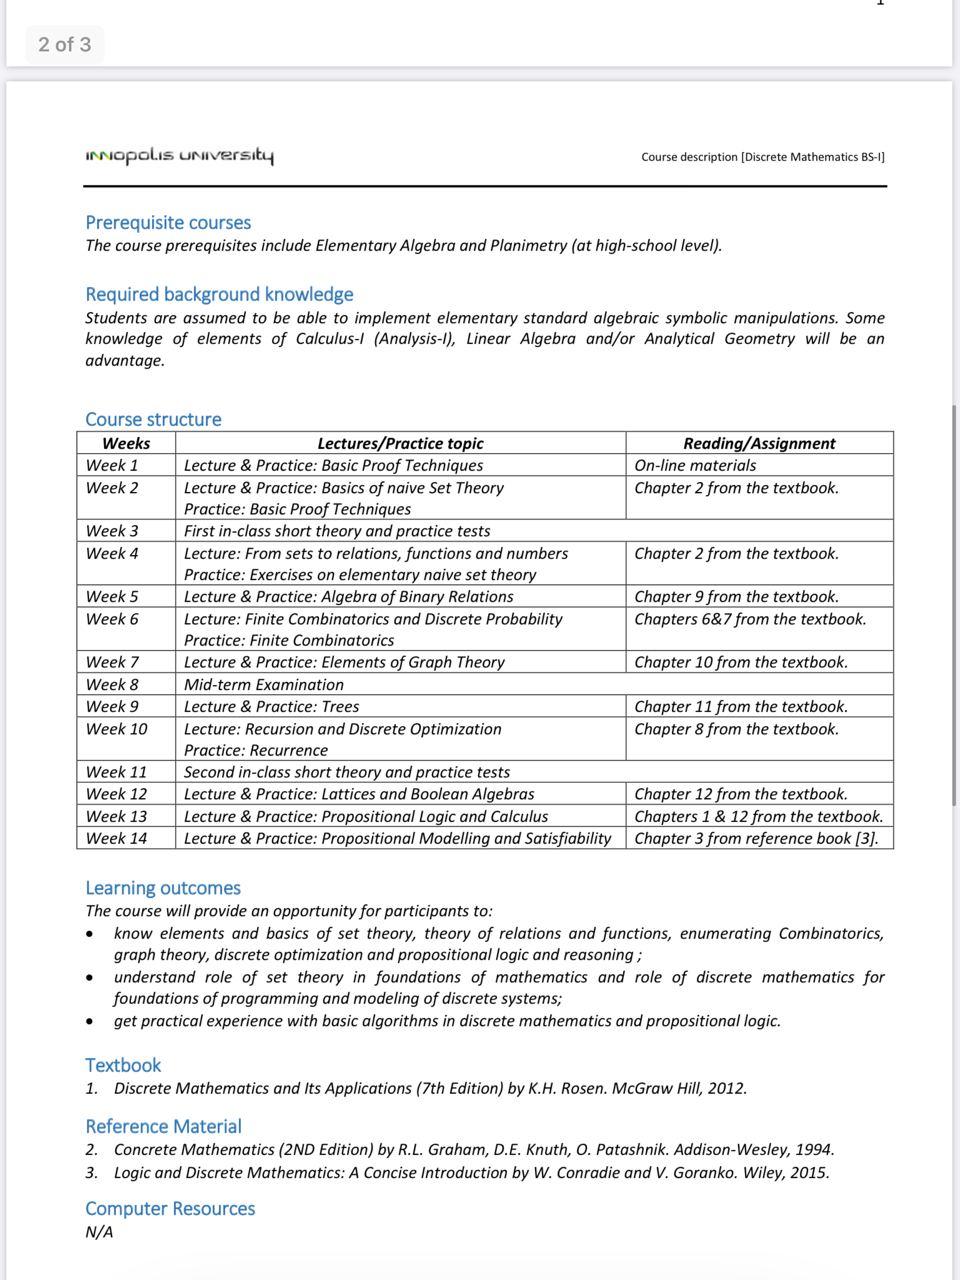 1
2 of 3
innopolis university
Course description [Discrete Mathematics BS-I]
Prerequisite courses
The course prerequisites include Elementary Algebra and Planimetry (at high-school level).
Required background knowledge
Students are assumed to be able to implement elementary standard algebraic symbolic manipulations. Some
knowledge of elements of Calculus-I (Analysis-I), Linear Algebra and/or Analytical Geometry will be an
advantage.
Course structure
Weeks Lectures/Practice topic Reading/Assignment
Week 1 Lecture & Practice: Basic Proof Techniques On-line materials
Week 2 Lecture & Practice: Basics of naive Set Theory Chapter 2 from the textbook.
Practice: Basic Proof Techniques
Week 3 First in-class short theory and practice tests
Week 4 Lecture: From sets to relations, functions and numbers Chapter 2 from the textbook.
Practice: Exercises on elementary naive set theory
Week 5 Lecture & Practice: Algebra of Binary Relations Chapter 9 from the textbook.
Week 6 Lecture: Finite Combinatorics and Discrete Probability Chapters 6&7 from the textbook.
Practice: Finite Combinatorics
Week 7 Lecture & Practice: Elements of Graph Theory Chapter 10 from the textbook.
Week 8 Mid-term Examination
Week 9 Lecture & Practice: Trees Chapter 11 from the textbook.
Week 10 Lecture: Recursion and Discrete Optimization Chapter 8 from the textbook.
Practice: Recurrence
Week 11 Second in-class short theory and practice tests
Week 12 Lecture & Practice: Lattices and Boolean Algebras Chapter 12 from the textbook.
Week 13 Lecture & Practice: Propositional Logic and Calculus Chapters 1 & 12 from the textbook.
Week 14 Lecture & Practice: Propositional Modelling and Satisfiability Chapter 3 from reference book [3].
Learning outcomes
The course will provide an opportunity for participants to:
• know elements and basics of set theory, theory of relations and functions, enumerating Combinatorics,
graph theory, discrete optimization and propositional logic and reasoning ;
• understand role of set theory in foundations of mathematics and role of discrete mathematics for
foundations of programming and modeling of discrete systems;
• get practical experience with basic algorithms in discrete mathematics and propositional logic.
Textbook
1. Discrete Mathematics and Its Applications (7th Edition) by K.H. Rosen. McGraw Hill, 2012.
Reference Material
2. Concrete Mathematics (2ND Edition) by R.L. Graham, D.E. Knuth, O. Patashnik. Addison-Wesley, 1994.
3. Logic and Discrete Mathematics: A Concise Introduction by W. Conradie and V. Goranko. Wiley, 2015.
Computer Resources
N/A